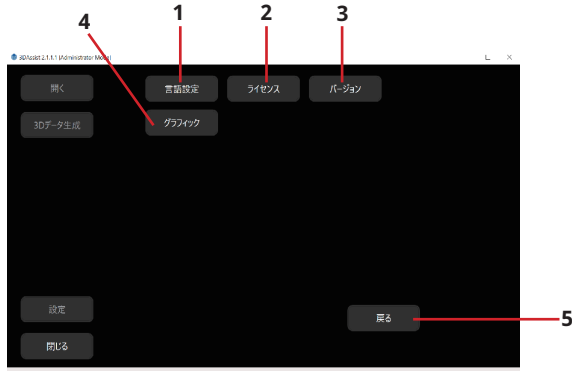 1 2 3
4
3DAssist 2.1.1.1 (Administrator Mode)
開く 言語設定 ライセンス バージョン
3Dデータ生成 グラフィック
設定 戻る 5
閉じる